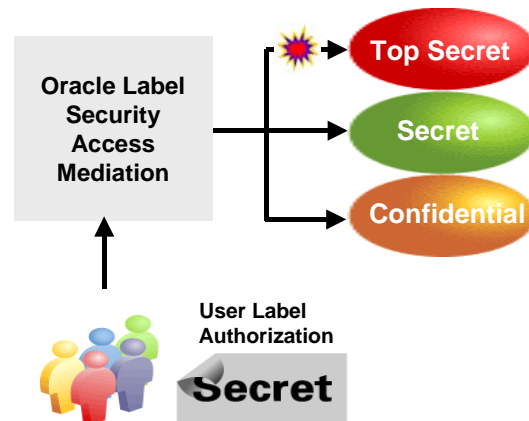 Oracle Label
Security
Access
Mediation
Top Secret
Secret
Confidential
User Label
Authorization
Secret